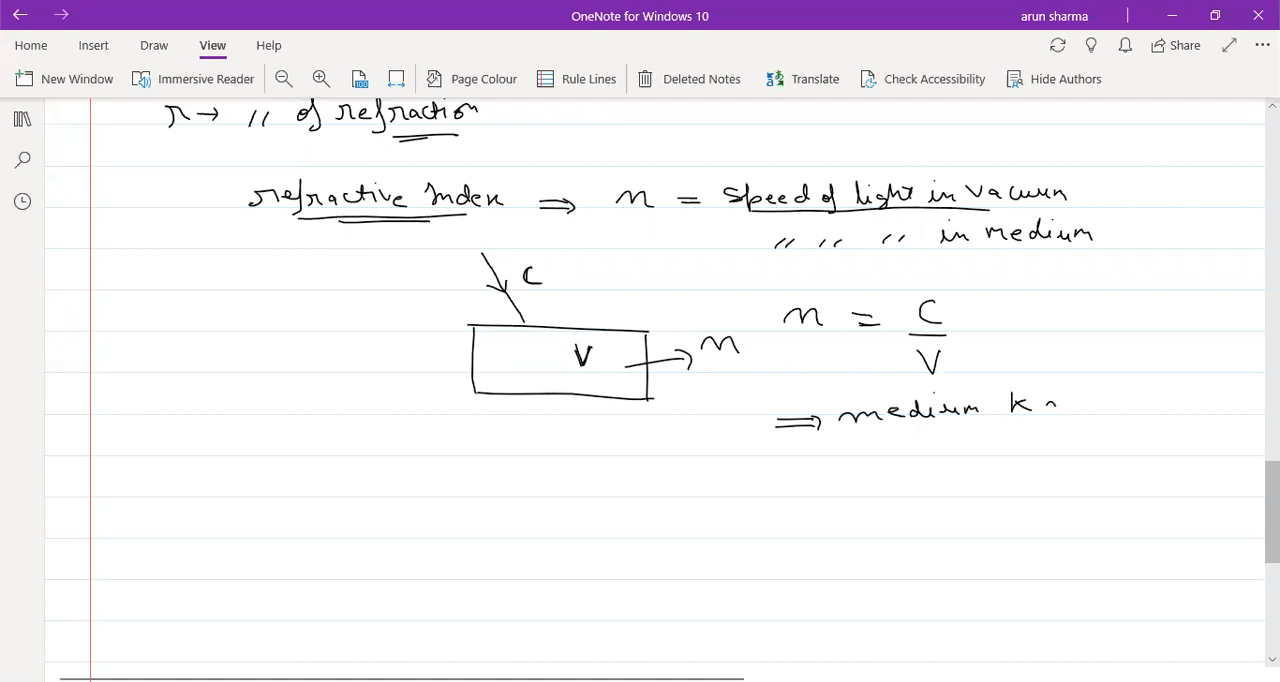 OneNote for Windows 10
arun sharma
Home Insert Draw View Help
Share
New Window Immersive Reader Page Colour Rule Lines Deleted Notes Translate Check Accessibility Hide Authors
r → // of refraction
refractive Index ⇒ n = speed of light in vacuum
// // // in medium
C
n = C
V
V → n
⇒ medium k